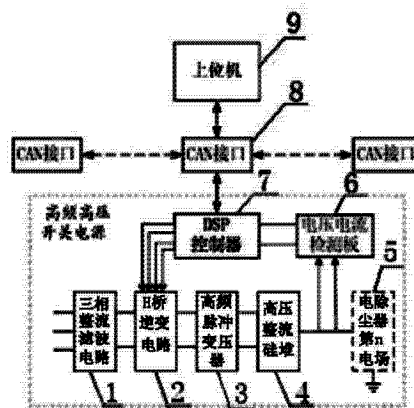 9
上位机
8
CAN接口
CAN接口
CAN接口
7
6
高频高压
开关电源
DSP
控制器
电压电流
检测板
5
三相
整流
滤波
电路
H桥
逆变
电路
高频
脉冲
变压
器
高压
整流
硅堆
电除
尘器
第n
电场
1
2
3
4